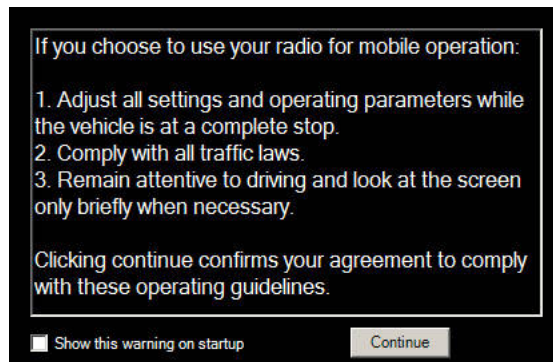 If you choose to use your radio for mobile operation:
1. Adjust all settings and operating parameters while
the vehicle is at a complete stop.
2. Comply with all traffic laws.
3. Remain attentive to driving and look at the screen
only briefly when necessary.
Clicking continue confirms your agreement to comply
with these operating guidelines.
Show this warning on startup
Continue